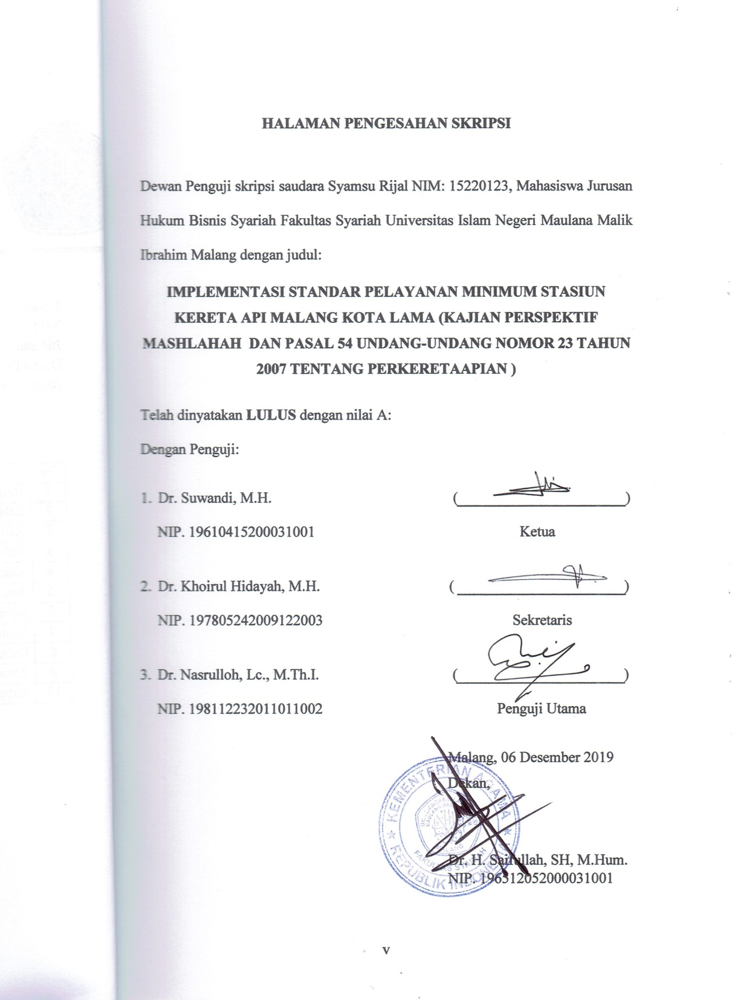 HALAMAN PENGESAHAN SKRIPSI
Dewan Penguji skripsi saudara Syamsu Rijal NIM: 15220123, Mahasiswa Jurusan
Hukum Bisnis Syariah Fakultas Syariah Universitas Islam Negeri Maulana Malik
Ibrahim Malang dengan judul:
IMPLEMENTASI STANDAR PELAYANAN MINIMUM STASIUN
KERETA API MALANG KOTA LAMA (KAJIAN PERSPEKTIF
MASHLAHAH DAN PASAL 54 UNDANG-UNDANG NOMOR 23 TAHUN
2007 TENTANG PERKERETAAPIAN )
Telah dinyatakan LULUS dengan nilai A:
Dengan Penguji:
1. Dr. Suwandi, M.H. ( )
NIP. 19610415200031001 Ketua
2. Dr. Khoirul Hidayah, M.H. ( )
NIP. 197805242009122003 Sekretaris
3. Dr. Nasrulloh, Lc., M.Th.I. ( )
NIP. 198112232011011002 Penguji Utama
Malang, 06 Desember 2019
Dekan,
KEMENTERIAN AGAMA
MALANG
FAKULTAS SYARIAH
REPUBLIK INDONESIA
Dr. H. Saifullah, SH, M.Hum.
NIP. 196512052000031001
v